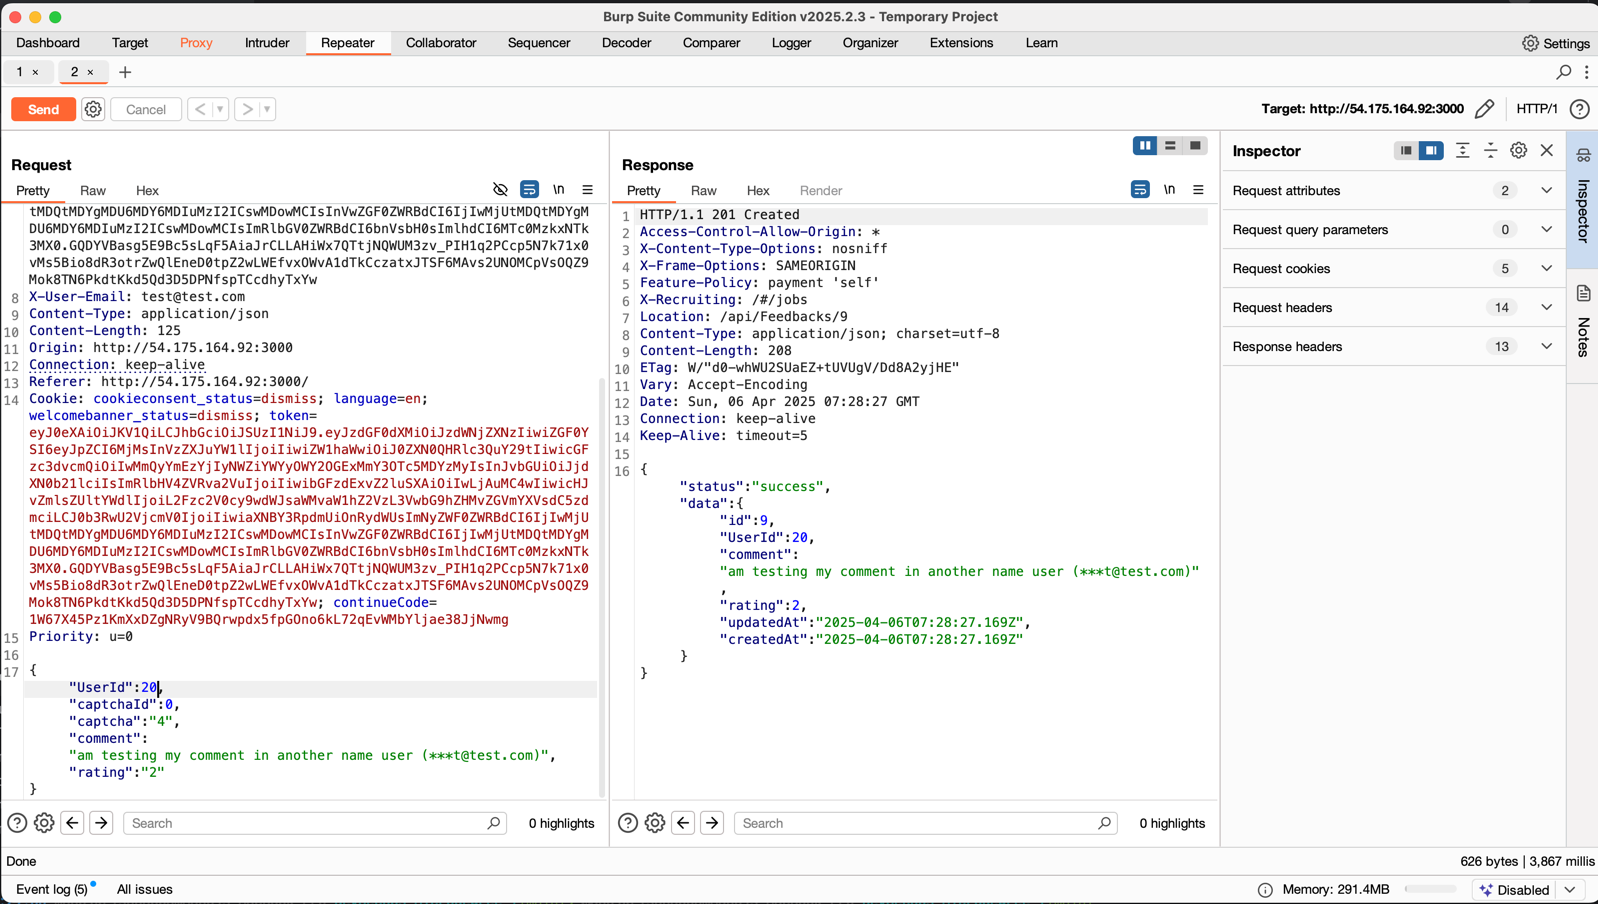 Burp Suite Community Edition v2025.2.3 - Temporary Project
Dashboard Target Proxy Intruder Repeater Collaborator Sequencer Decoder Comparer Logger Organizer Extensions Learn Settings
1 × 2 × +
Send Cancel < > Target: http://54.175.164.92:3000 HTTP/1 ?
Request
Pretty Raw Hex \n
tMDQtMDYgMDU6MDY6MDIuMzI2ICswMDowMCIsInVwZGF0ZWRBdCI6IjIwMjUtMDQtMDYgM
DU6MDY6MDIuMzI2ICswMDowMCIsImRlbGV0ZWRBdCI6bnVsbH0sImlhdCI6MTc0MzkxNTk
3MX0.GQDYVBasg5E9Bc5sLqF5AiaJrCLLAHiWx7QTtjNQWUM3zv_PIH1q2PCcp5N7k71x0
vMs5Bio8dR3otrZwQlEneD0tpZ2wLWEfvxOWvA1dTkCczatxJTSF6MAvs2UNOMCpVsOQZ9
Mok8TN6PkdtKkd5Qd3D5DPNfspTCcdhyTxYw
8 X-User-Email: test@test.com
9 Content-Type: application/json
10 Content-Length: 125
11 Origin: http://54.175.164.92:3000
12 Connection: keep-alive
13 Referer: http://54.175.164.92:3000/
14 Cookie: cookieconsent_status=dismiss; language=en;
welcomebanner_status=dismiss; token=
eyJ0eXAiOiJKV1QiLCJhbGciOiJSUzI1NiJ9.eyJzdGF0dXMiOiJzdWNjZXNzIiwiZGF0Y
SI6eyJpZCI6MjMsInVzZXJuYW1lIjoiIiwiZW1haWwiOiJ0ZXN0QHRlc3QuY29tIiwicGF
zc3dvcmQiOiIwMmQyYmEzYjIyNWZiYWYyOWY2OGExMmY3OTc5MDYzMyIsInJvbGUiOiJjd
XN0b21lciIsImRlbHV4ZVRva2VuIjoiIiwibGFzdExvZ2luSXAiOiIwLjAuMC4wIiwicHJ
vZmlsZUltYWdlIjoiL2Fzc2V0cy9wdWJsaWMvaW1hZ2VzL3VwbG9hZHMvZGVmYXVsdC5zd
mciLCJ0b3RwU2VjcmV0IjoiIiwiaXNBY3RpdmUiOnRydWUsImNyZWF0ZWRBdCI6IjIwMjU
tMDQtMDYgMDU6MDY6MDIuMzI2ICswMDowMCIsInVwZGF0ZWRBdCI6IjIwMjUtMDQtMDYgM
DU6MDY6MDIuMzI2ICswMDowMCIsImRlbGV0ZWRBdCI6bnVsbH0sImlhdCI6MTc0MzkxNTk
3MX0.GQDYVBasg5E9Bc5sLqF5AiaJrCLLAHiWx7QTtjNQWUM3zv_PIH1q2PCcp5N7k71x0
vMs5Bio8dR3otrZwQlEneD0tpZ2wLWEfvxOWvA1dTkCczatxJTSF6MAvs2UNOMCpVsOQZ9
Mok8TN6PkdtKkd5Qd3D5DPNfspTCcdhyTxYw; continueCode=
1W67X45Pz1KmXxDZgNRyV9BQrwpdx5fpGOno6kL72qEvWMbYljae38JjNwmg
15 Priority: u=0
16
17 {
"UserId":20,
"captchaId":0,
"captcha":"4",
"comment":
"am testing my comment in another name user (***t@test.com)",
"rating":"2"
}
Search 0 highlights
Response
Pretty Raw Hex Render \n
1 HTTP/1.1 201 Created
2 Access-Control-Allow-Origin: *
3 X-Content-Type-Options: nosniff
4 X-Frame-Options: SAMEORIGIN
5 Feature-Policy: payment 'self'
6 X-Recruiting: /#/jobs
7 Location: /api/Feedbacks/9
8 Content-Type: application/json; charset=utf-8
9 Content-Length: 208
10 ETag: W/"d0-whWU2SUaEZ+tUVUgV/Dd8A2yjHE"
11 Vary: Accept-Encoding
12 Date: Sun, 06 Apr 2025 07:28:27 GMT
13 Connection: keep-alive
14 Keep-Alive: timeout=5
15
16 {
"status":"success",
"data":{
"id":9,
"UserId":20,
"comment":
"am testing my comment in another name user (***t@test.com)"
,
"rating":2,
"updatedAt":"2025-04-06T07:28:27.169Z",
"createdAt":"2025-04-06T07:28:27.169Z"
}
}
Search 0 highlights
Inspector
Request attributes 2
Request query parameters 0
Request cookies 5
Request headers 14
Response headers 13
Inspector
Notes
Done
626 bytes | 3,867 millis
Event log (5) All issues Memory: 291.4MB Disabled